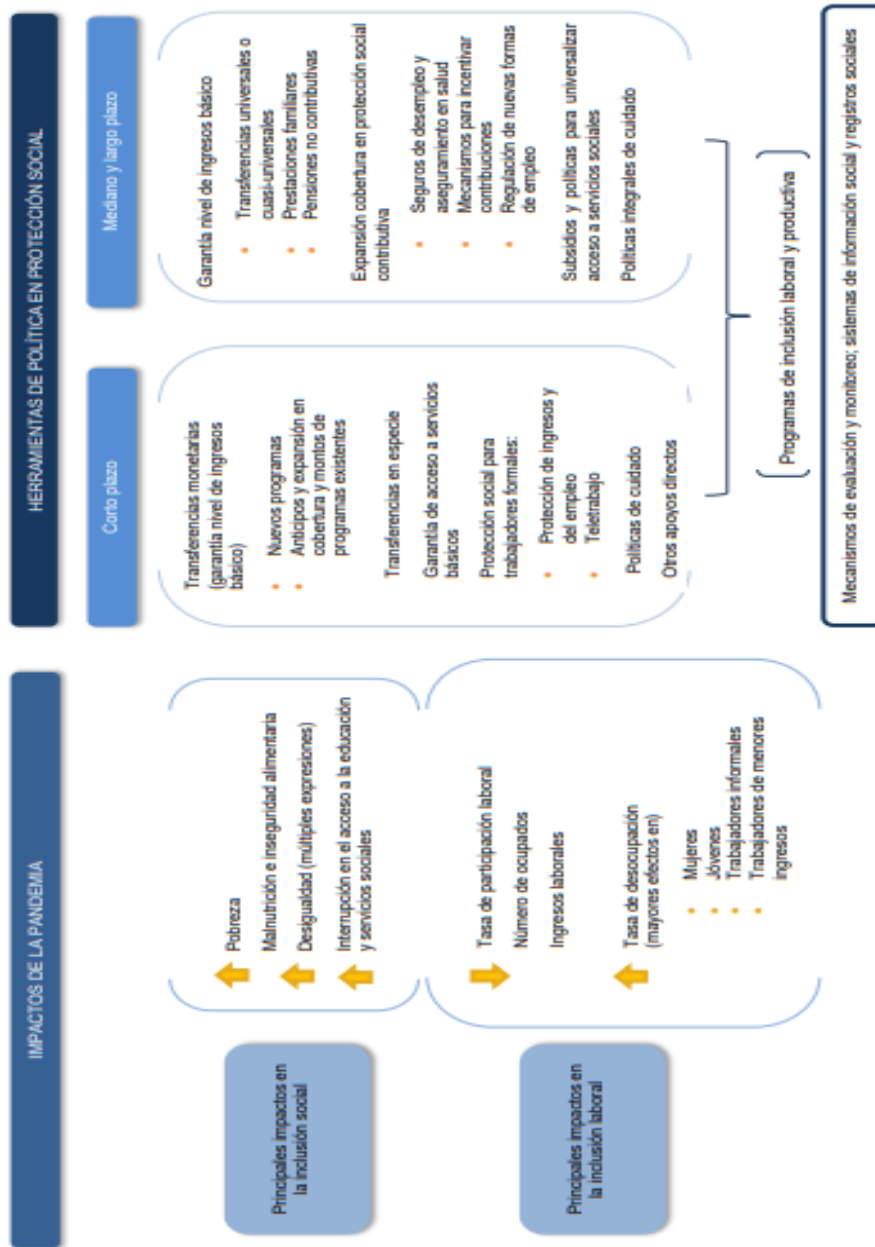 IMPACTOS DE LA PANDEMIA
Principales impactos en
la inclusión social
Pobreza
Malnutrición e inseguridad alimentaria
Desigualdad (múltiples expresiones)
Interrupción en el acceso a la educación
y servicios sociales
Principales impactos en
la inclusión laboral
Tasa de participación laboral
Número de ocupados
Ingresos laborales
Tasa de desocupación
(mayores efectos en)
• Mujeres
• Jóvenes
• Trabajadores informales
• Trabajadores de menores
ingresos
HERRAMIENTAS DE POLÍTICA EN PROTECCIÓN SOCIAL
Corto plazo
Transferencias monetarias
(garantía nivel de ingresos
básico)
• Nuevos programas
• Anticipos y expansión en
cobertura y montos de
programas existentes
Transferencias en especie
Garantía de acceso a servicios
básicos
Protección social para
trabajadores formales:
• Protección de ingresos y
del empleo
• Teletrabajo
Políticas de cuidado
Otros apoyos directos
Mediano y largo plazo
Garantía nivel de ingresos básico
• Transferencias universales o
cuasi-universales
• Prestaciones familiares
• Pensiones no contributivas
Expansión cobertura en protección social
contributiva
• Seguros de desempleo y
aseguramiento en salud
• Mecanismos para incentivar
contribuciones
• Regulación de nuevas formas
de empleo
Subsidios y políticas para universalizar
acceso a servicios sociales
Políticas integrales de cuidado
Programas de inclusión laboral y productiva
Mecanismos de evaluación y monitoreo; sistemas de información social y registros sociales